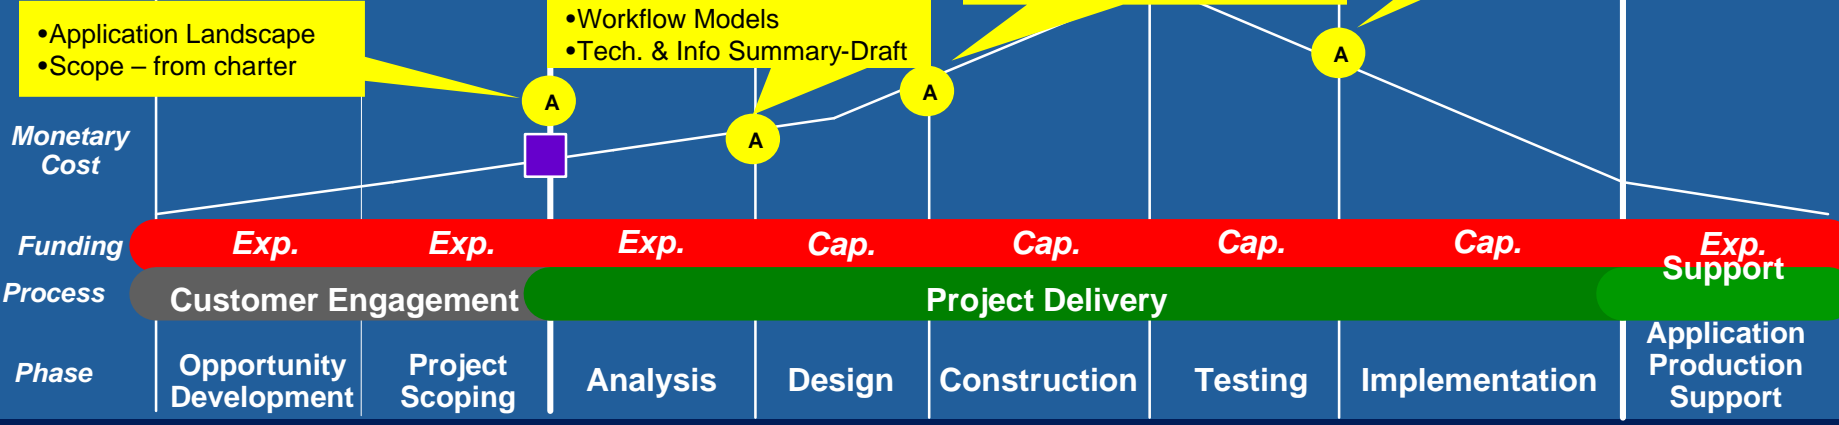 •Application Landscape
•Scope – from charter
•Workflow Models
•Tech. & Info Summary-Draft
A
A
A
A
Monetary
Cost
Funding
Exp.
Exp.
Exp.
Cap.
Cap.
Cap.
Cap.
Exp.
Process
Customer Engagement
Project Delivery
Support
Phase
Opportunity
Development
Project
Scoping
Analysis
Design
Construction
Testing
Implementation
Application
Production
Support